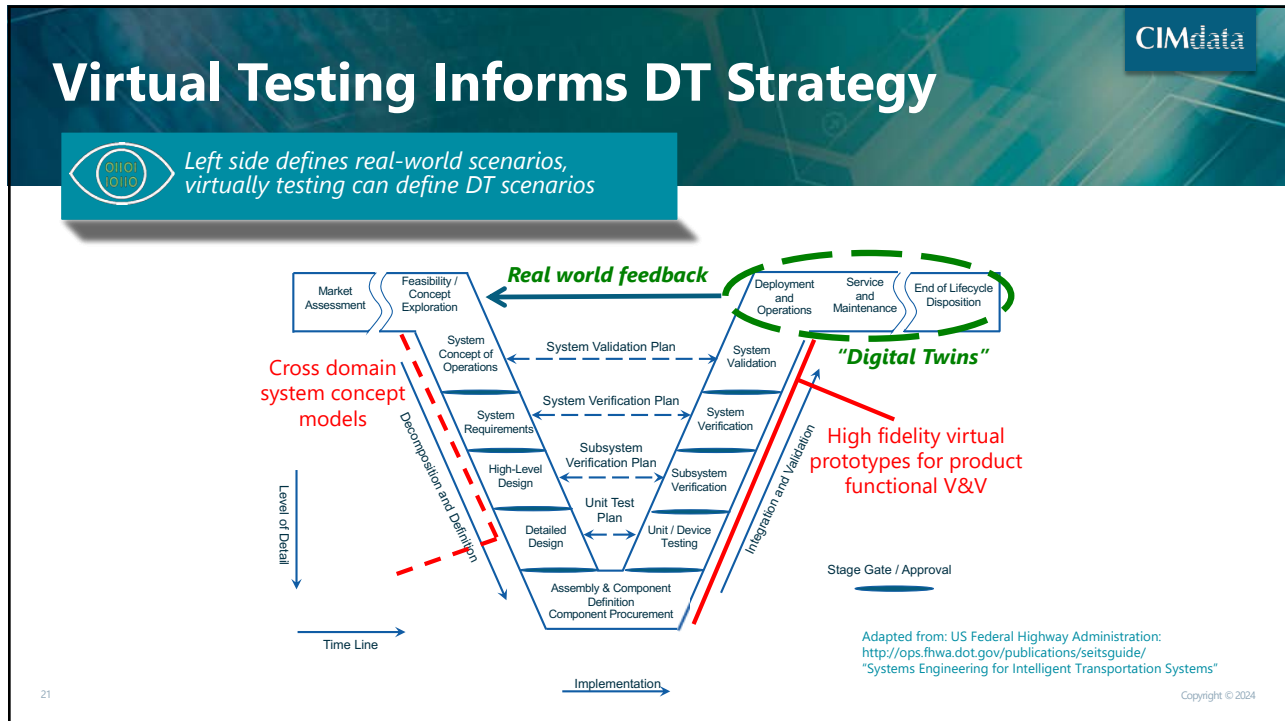 CIMdata
Virtual Testing Informs DT Strategy
01101
10110
Left side defines real-world scenarios,
virtually testing can define DT scenarios
Market
Assessment
Feasibility /
Concept
Exploration
Real world feedback
Deployment
and
Operations
Service
and
Maintenance
End of Lifecycle
Disposition
"Digital Twins"
System
Concept of
Operations
System Validation Plan
System
Validation
Cross domain
system concept
models
System
Requirements
System Verification Plan
System
Verification
High fidelity virtual
prototypes for product
functional V&V
High-Level
Design
Subsystem
Verification Plan
Subsystem
Verification
Detailed
Design
Unit Test
Plan
Unit / Device
Testing
Decomposition and Definition
Integration and Validation
Level of Detail
Assembly & Component
Definition
Component Procurement
Stage Gate / Approval
Time Line
Implementation
Adapted from: US Federal Highway Administration:
http://ops.fhwa.dot.gov/publications/seitsguide/
"Systems Engineering for Intelligent Transportation Systems"
21
Copyright © 2024